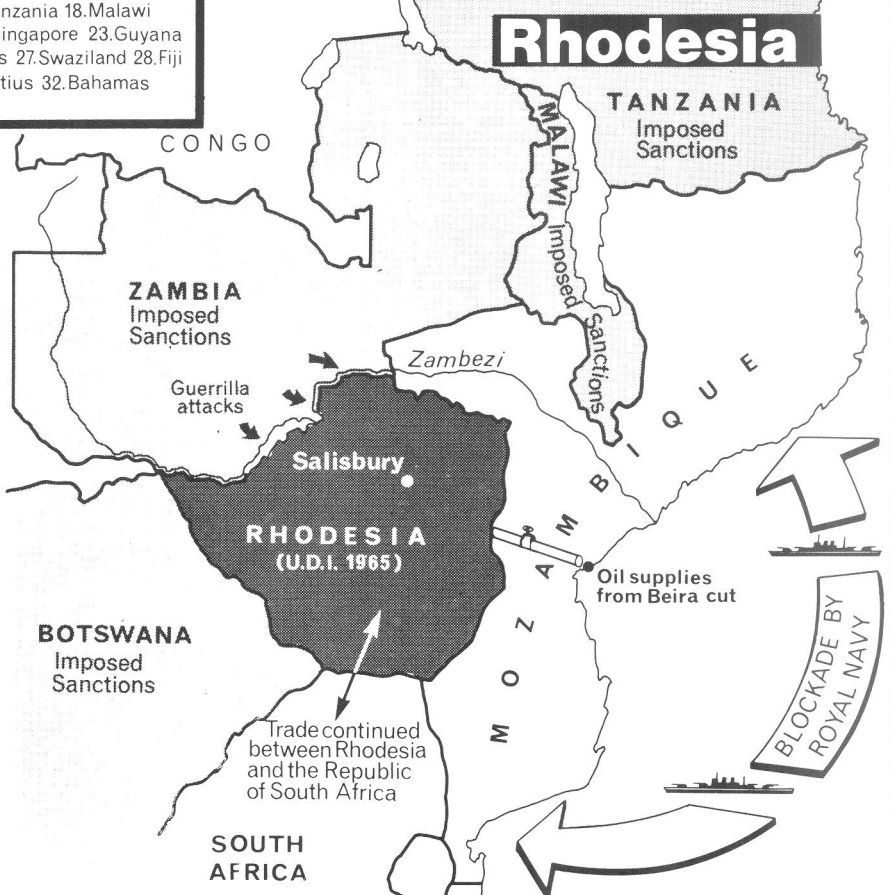 nzania 18.Malawi
ingapore 23.Guyana
s 27.Swaziland 28.Fiji
tius 32.Bahamas
Rhodesia
CONGO
TANZANIA
Imposed
Sanctions
MALAWI Imposed Sanctions
ZAMBIA
Imposed
Sanctions
Zambezi
Guerrilla
attacks
MOZAMBIQUE
Salisbury
RHODESIA
(U.D.I. 1965)
Oil supplies
from Beira cut
BOTSWANA
Imposed
Sanctions
BLOCKADE BY
ROYAL NAVY
Trade continued
between Rhodesia
and the Republic
of South Africa
SOUTH
AFRICA